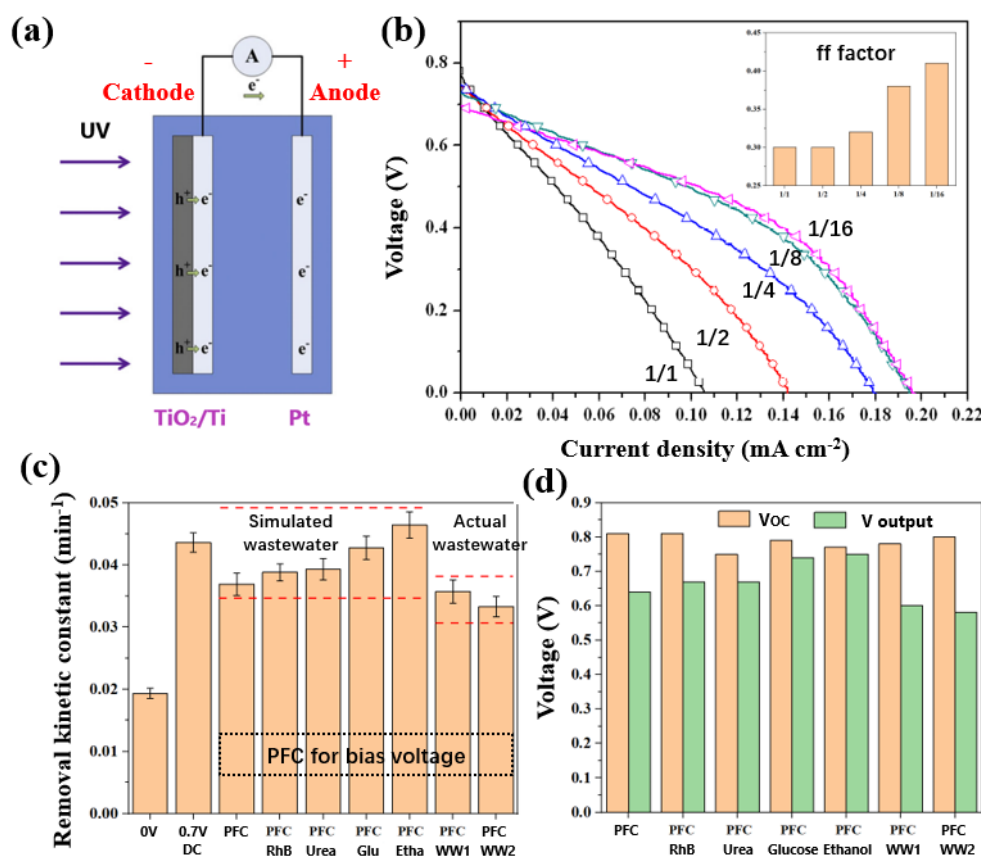 (a)
A
-
+
e-
Cathode
Anode
UV
h+ e- e-
h+ e- e-
h+ e- e-
TiO2/Ti
Pt
(b)
Voltage (V)
0.8
0.6
0.4
0.2
0.0
0.00 0.02 0.04 0.06 0.08 0.10 0.12 0.14 0.16 0.18 0.20 0.22
Current density (mA cm-2)
1/16
1/8
1/4
1/2
1/1
ff factor
0.45
0.40
0.35
0.30
0.25
1/1 1/2 1/4 1/8 1/16
(c)
Removal kinetic constant (min-1)
0.05
0.04
0.03
0.02
0.01
0.00
Simulated
wastewater
Actual
wastewater
PFC for bias voltage
0V 0.7V PFC PFC PFC PFC PFC PFC PFC
DC RhB Urea Glu Etha WW1 WW2
(d)
Voltage (V)
0.9
0.8
0.7
0.6
0.5
0.4
0.3
0.2
0.1
0.0
VOC V output
PFC PFC PFC PFC PFC PFC PFC
RhB Urea Glucose Ethanol WW1 WW2